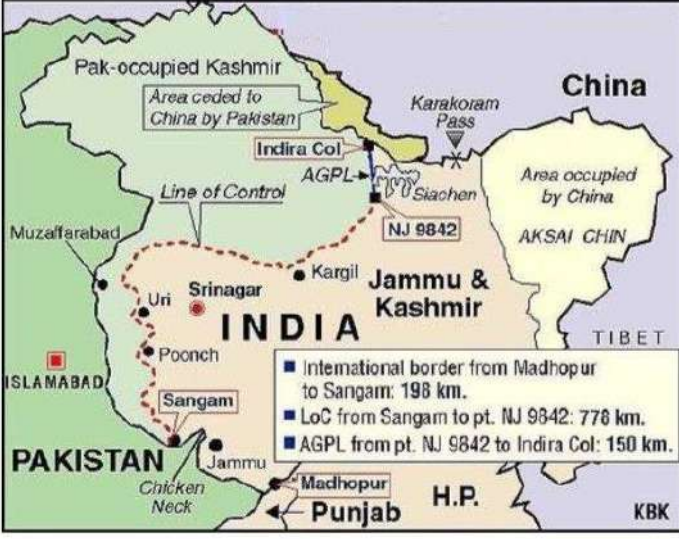 Pak-occupied Kashmir
Area ceded to
China by Pakistan
China
Karakoram
Pass
Indira Col
AGPL
Siachen
Area occupied
by China
AKSAI CHIN
Line of Control
NJ 9842
Muzaffarabad
Kargil
Jammu &
Kashmir
Srinagar
Uri
INDIA
TIBET
Poonch
ISLAMABAD
International border from Madhopur
to Sangam: 198 km.
LoC from Sangam to pt. NJ 9842: 778 km.
AGPL from pt. NJ 9842 to Indira Col: 150 km.
Sangam
PAKISTAN
Jammu
Chicken
Neck
Madhopur
Punjab
H.P.
KBK